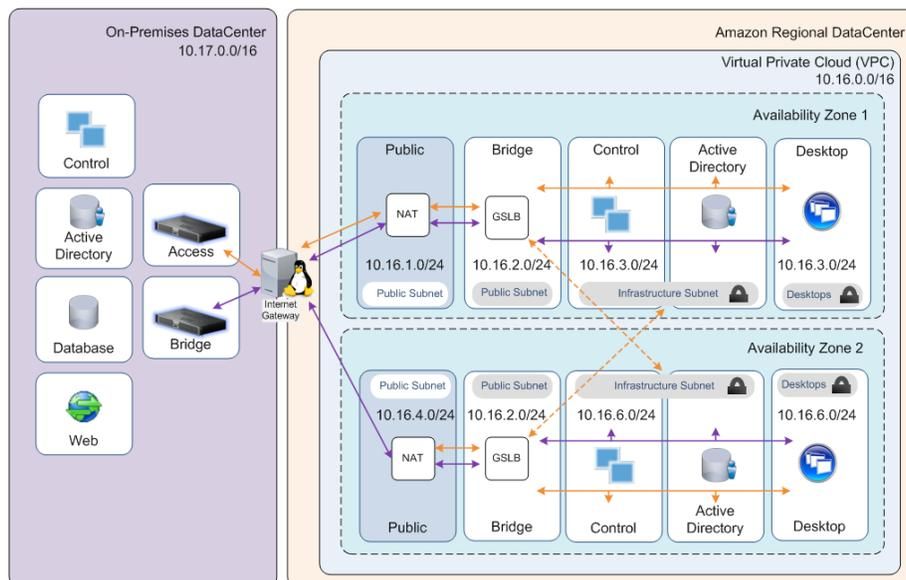 On-Premises DataCenter
10.17.0.0/16
Control
Active
Directory
Access
Database
Bridge
Web
Internet
Gateway
Amazon Regional DataCenter
Virtual Private Cloud (VPC)
10.16.0.0/16
Availability Zone 1
Public
Bridge
Control
Active
Directory
Desktop
NAT
GSLB
10.16.1.0/24
10.16.2.0/24
10.16.3.0/24
10.16.3.0/24
Public Subnet
Public Subnet
Infrastructure Subnet
Desktops
Availability Zone 2
Public Subnet
Public Subnet
Infrastructure Subnet
Desktops
10.16.4.0/24
10.16.2.0/24
10.16.6.0/24
10.16.6.0/24
NAT
GSLB
Public
Bridge
Control
Active
Directory
Desktop